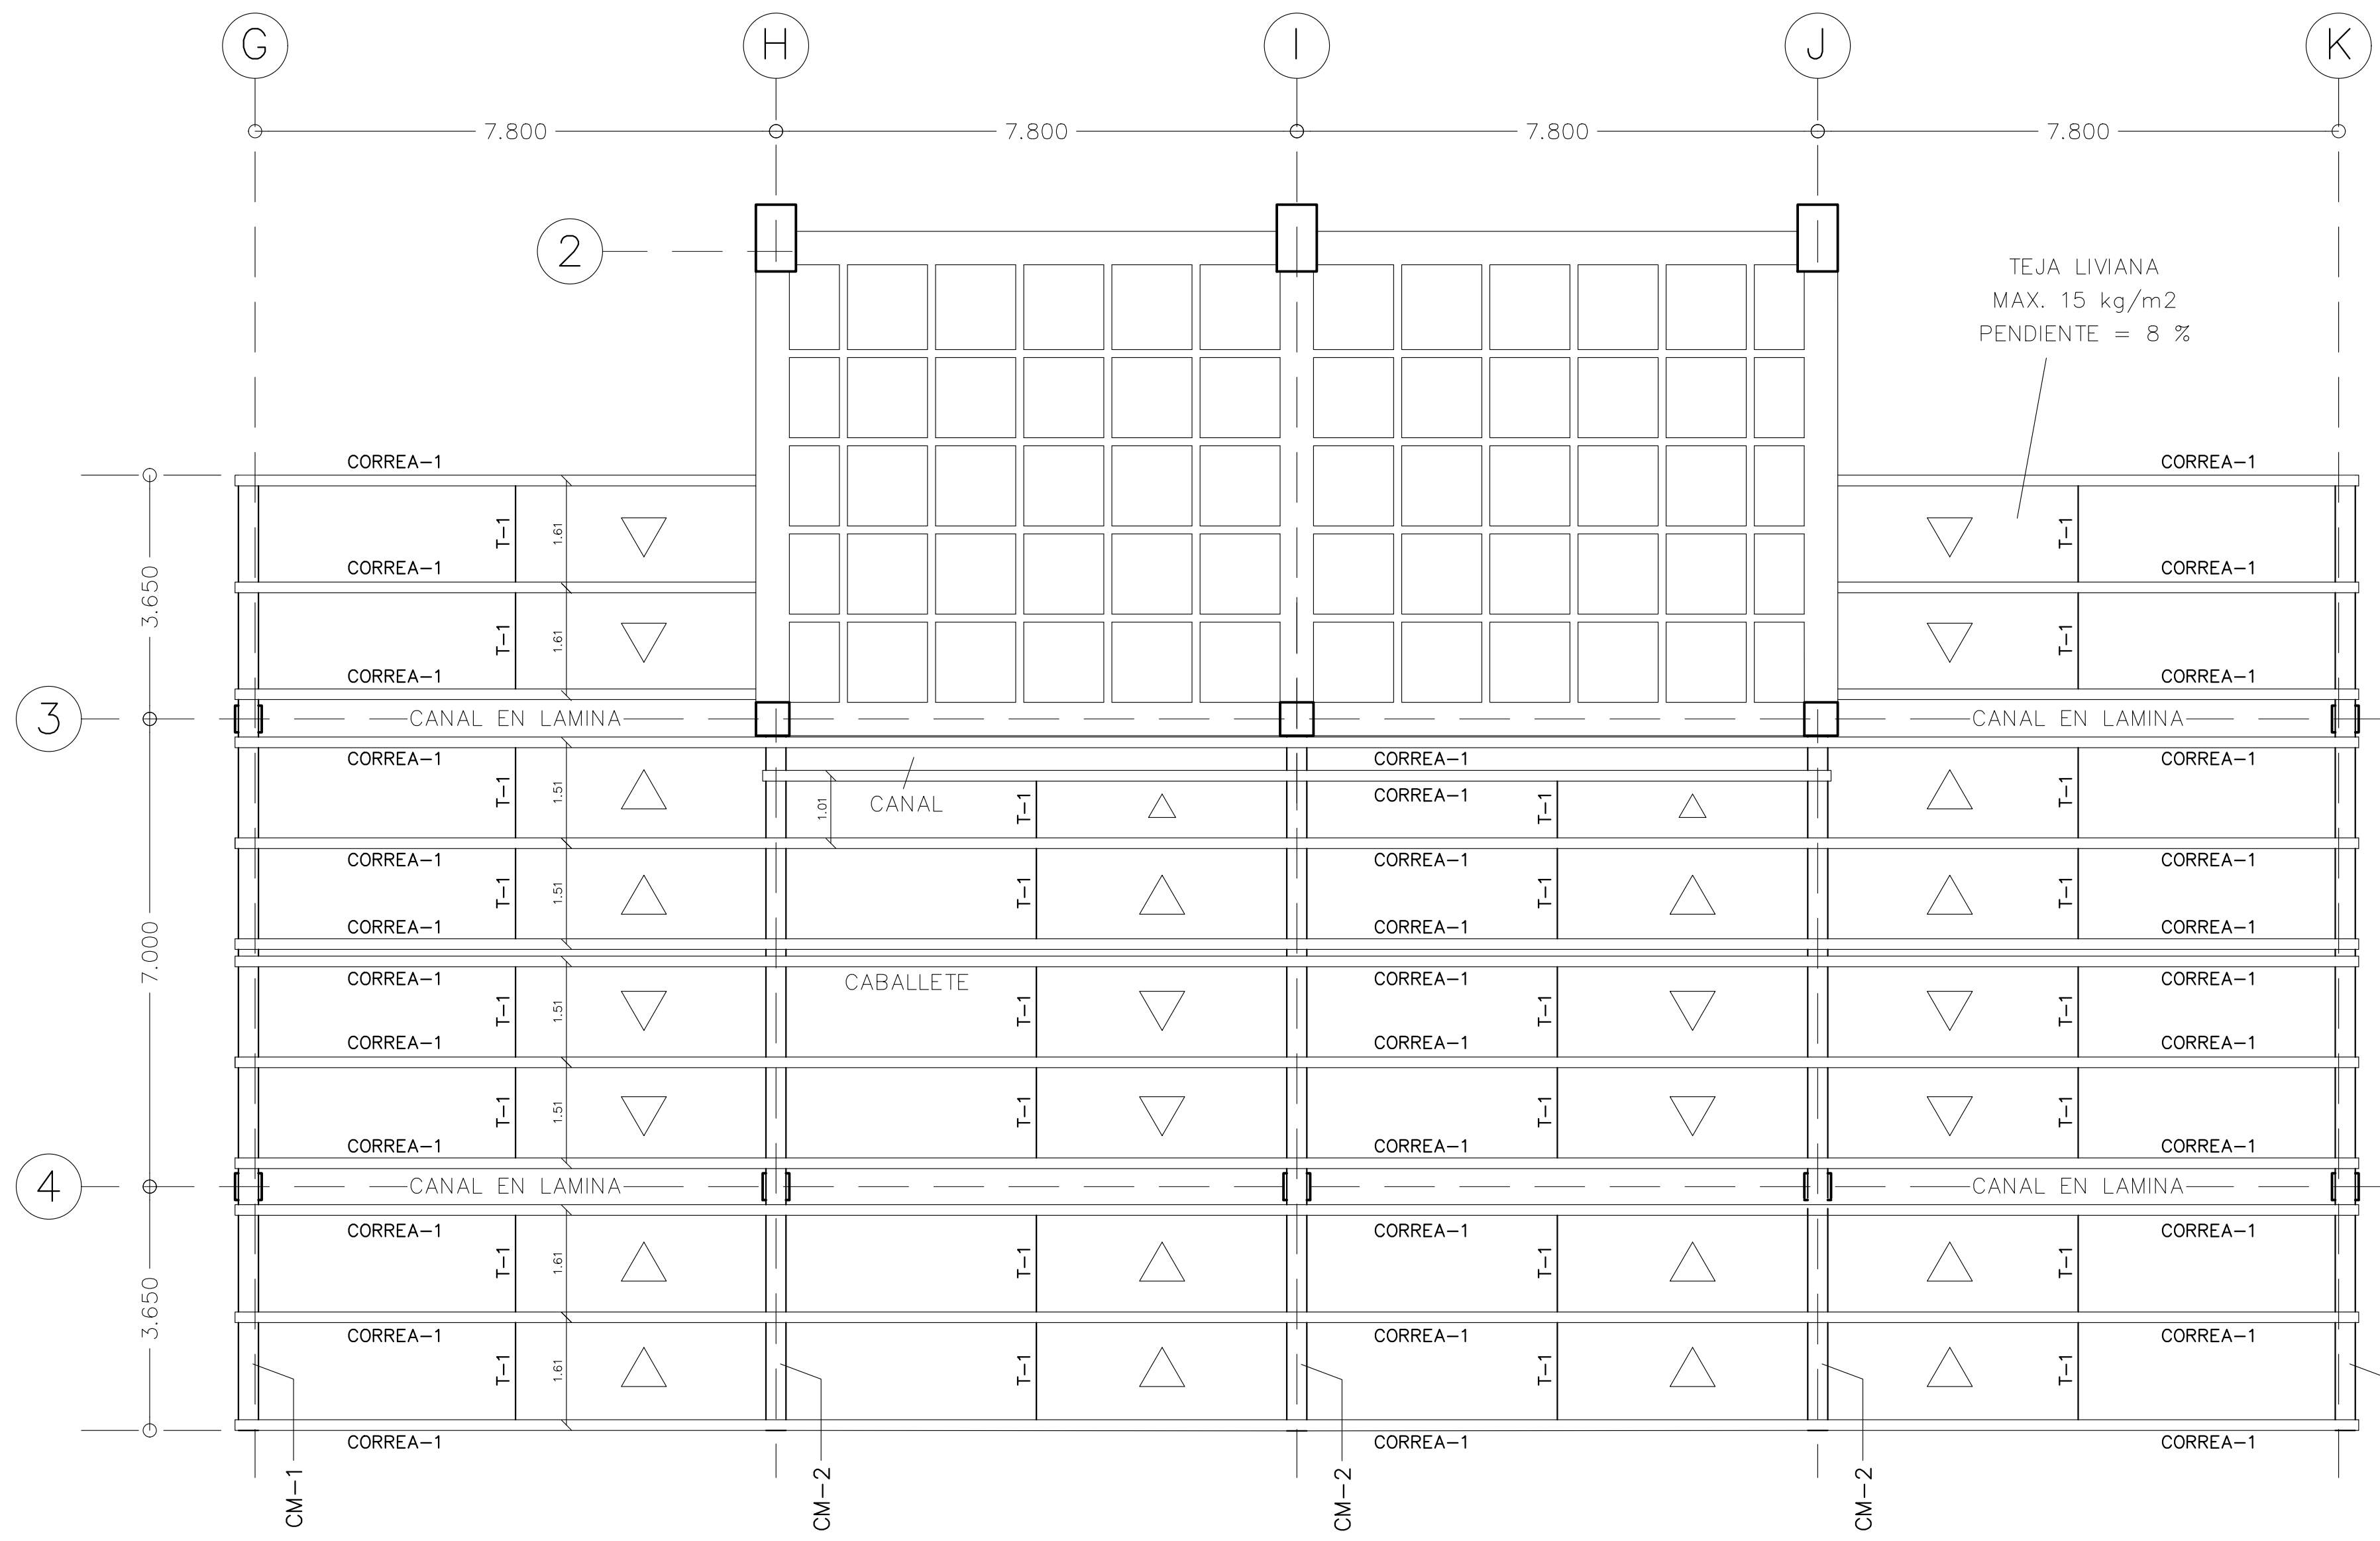 G H I J K
7.800 7.800 7.800 7.800
2
TEJA LIVIANA
MAX. 15 kg/m2
PENDIENTE = 8 %
CORREA-1 CORREA-1
3.650
T-1 1.61 T-1
CORREA-1 CORREA-1
T-1 1.61 T-1
CORREA-1 CORREA-1
3 CANAL EN LAMINA CANAL EN LAMINA
CORREA-1 CORREA-1 CORREA-1
T-1 1.51 T-1
CORREA-1
1.01 CANAL T-1 T-1
CORREA-1 CORREA-1 CORREA-1
T-1 1.51 T-1 T-1 T-1
CORREA-1 CORREA-1 CORREA-1
7.000
CORREA-1 CABALLETE CORREA-1 CORREA-1
T-1 1.51 T-1 T-1 T-1
CORREA-1 CORREA-1 CORREA-1
T-1 1.51 T-1 T-1 T-1
CORREA-1 CORREA-1 CORREA-1
4 CANAL EN LAMINA CANAL EN LAMINA
CORREA-1 CORREA-1 CORREA-1
T-1 1.61 T-1 T-1 T-1
3.650
CORREA-1 CORREA-1 CORREA-1
T-1 1.61 T-1 T-1 T-1
CORREA-1 CORREA-1 CORREA-1
CM-1 CM-2 CM-2 CM-2